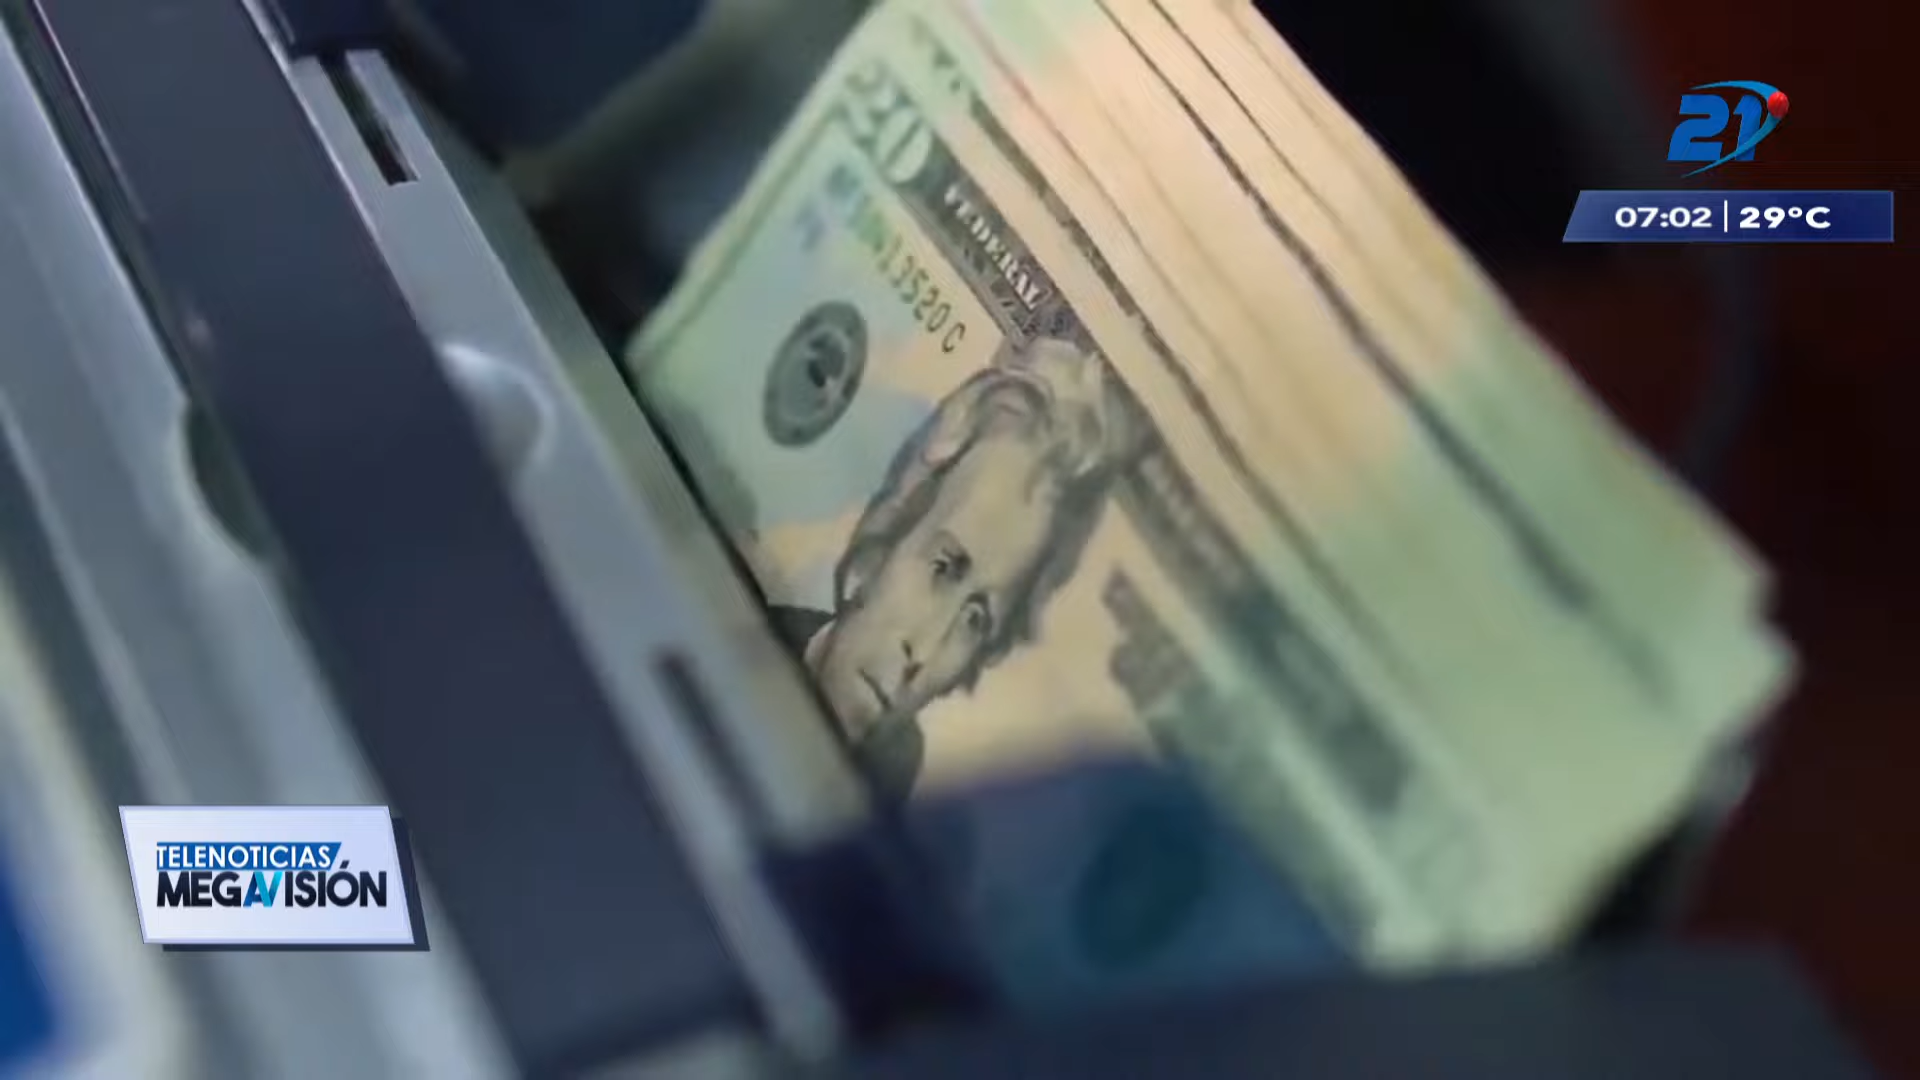 21
07:02 | 29°C
20
FEDERAL
13520 C
TELENOTICIAS
MEGAVISIÓN